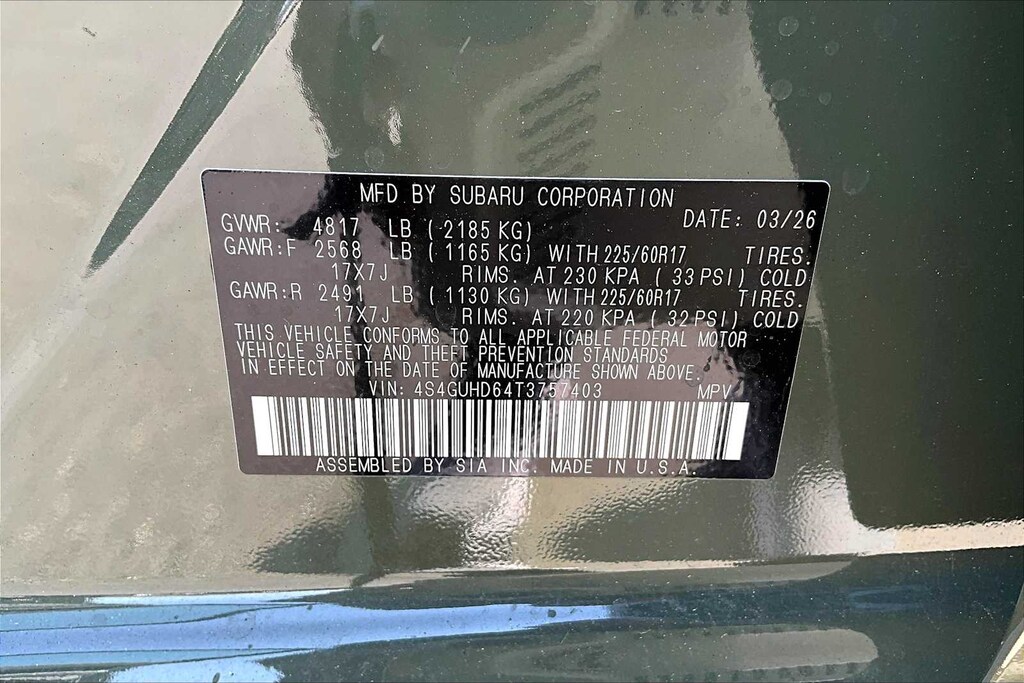 MFD BY SUBARU CORPORATION
GVWR: 4817 LB ( 2185 KG) DATE: 03/26
GAWR:F 2568 LB ( 1165 KG) WITH 225/60R17 TIRES.
17X7J RIMS. AT 230 KPA ( 33 PSI) COLD
GAWR:R 2491 LB ( 1130 KG) WITH 225/60R17 TIRES.
17X7J RIMS. AT 220 KPA ( 32 PSI) COLD
THIS VEHICLE CONFORMS TO ALL APPLICABLE FEDERAL MOTOR
VEHICLE SAFETY AND THEFT PREVENTION STANDARDS
IN EFFECT ON THE DATE OF MANUFACTURE SHOWN ABOVE.
VIN: 4S4GUHD64T3757403 MPV
ASSEMBLED BY SIA INC. MADE IN U.S.A.